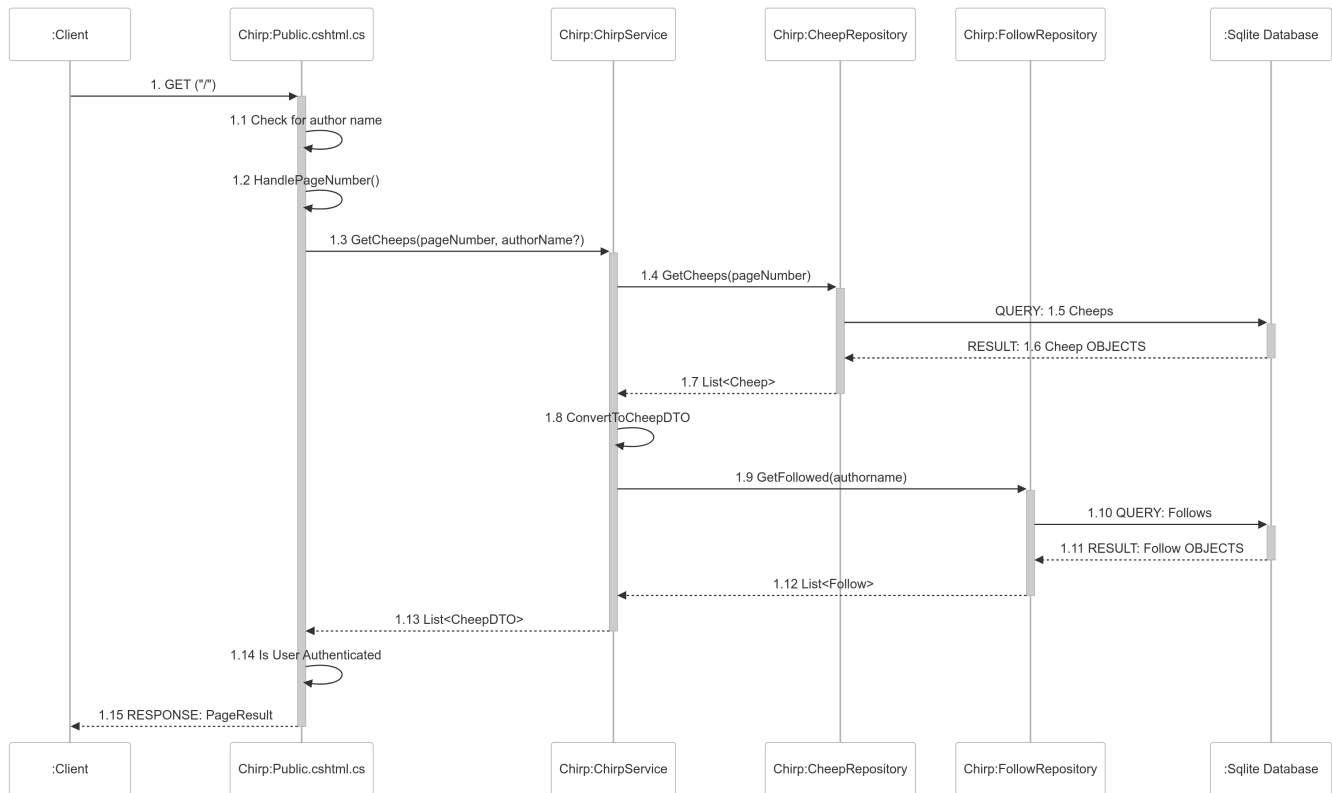 :Client
Chirp:Public.cshtml.cs
Chirp:ChirpService
Chirp:CheepRepository
Chirp:FollowRepository
:Sqlite Database
1. GET ("/")
1.1 Check for author name
1.2 HandlePageNumber()
1.3 GetCheeps(pageNumber, authorName?)
1.4 GetCheeps(pageNumber)
QUERY: 1.5 Cheeps
RESULT: 1.6 Cheep OBJECTS
1.7 List<Cheep>
1.8 ConvertToCheepDTO
1.9 GetFollowed(authorname)
1.10 QUERY: Follows
1.11 RESULT: Follow OBJECTS
1.12 List<Follow>
1.13 List<CheepDTO>
1.14 Is User Authenticated
1.15 RESPONSE: PageResult
:Client
Chirp:Public.cshtml.cs
Chirp:ChirpService
Chirp:CheepRepository
Chirp:FollowRepository
:Sqlite Database